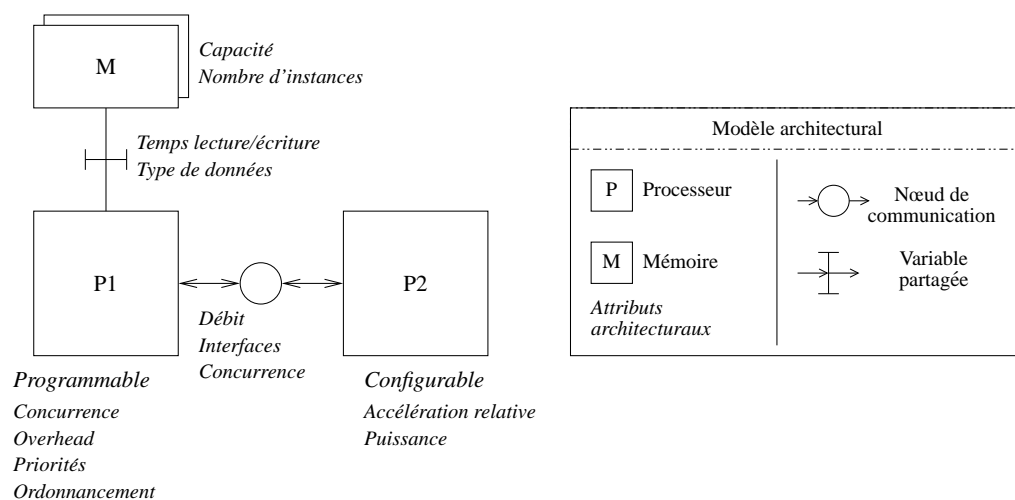 M
Capacité
Nombre d'instances
Temps lecture/écriture
Type de données
P1
P2
Débit
Interfaces
Concurrence
Programmable
Concurrence
Overhead
Priorités
Ordonnancement
Configurable
Accélération relative
Puissance
Modèle architectural
P Processeur
M Mémoire
Attributs
architecturaux
Nœud de
communication
Variable
partagée